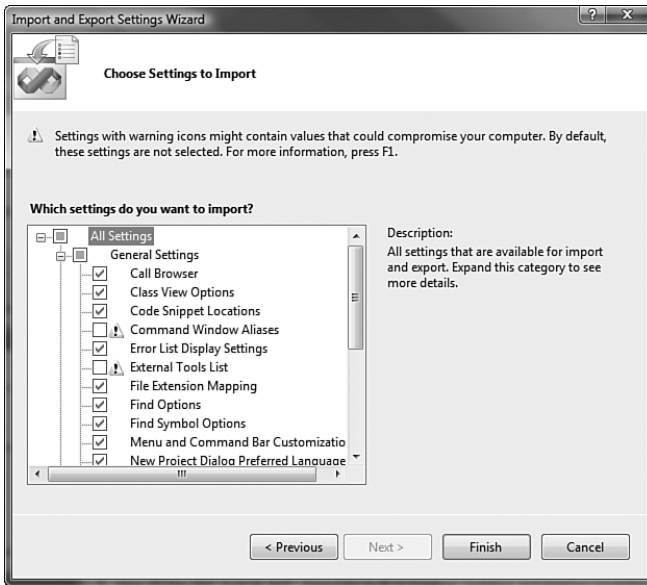 Import and Export Settings Wizard
Choose Settings to Import
Settings with warning icons might contain values that could compromise your computer. By default,
these settings are not selected. For more information, press F1.
Which settings do you want to import?
All Settings
General Settings
Call Browser
Class View Options
Code Snippet Locations
Command Window Aliases
Error List Display Settings
External Tools List
File Extension Mapping
Find Options
Find Symbol Options
Menu and Command Bar Customizatio
New Project Dialog Preferred Language
Description:
All settings that are available for import
and export. Expand this category to see
more details.
< Previous
Next >
Finish
Cancel